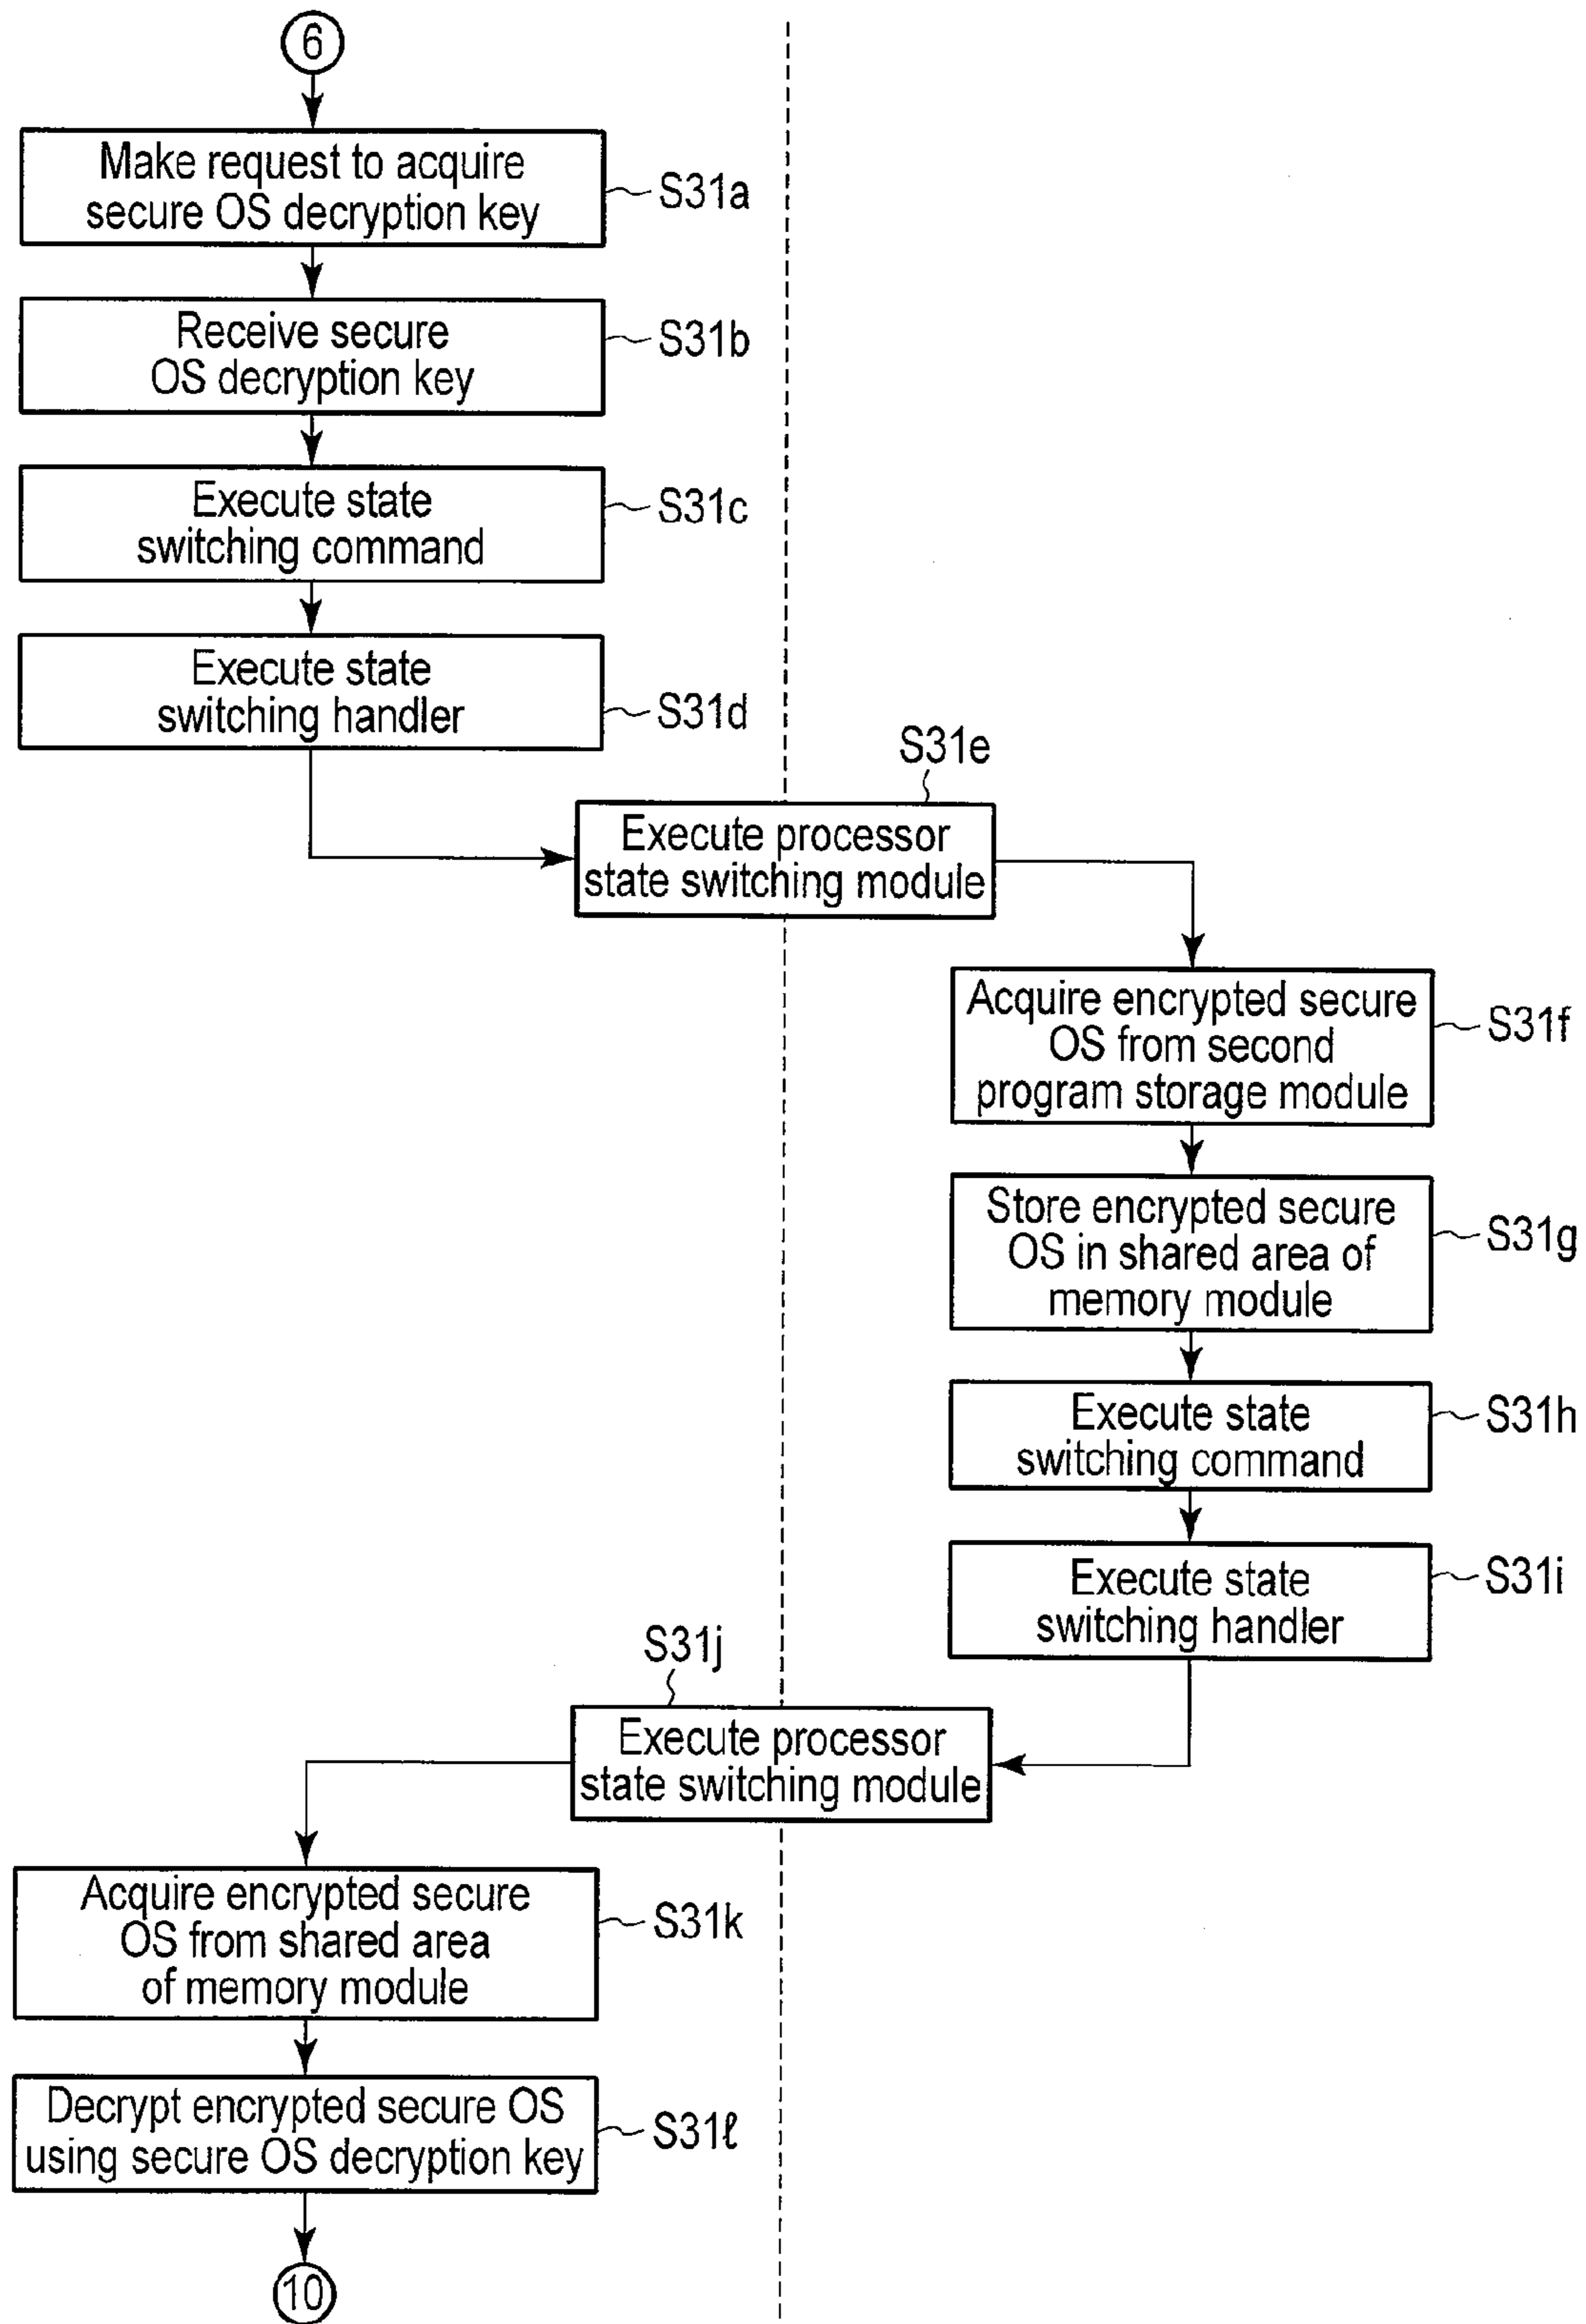 6
Make request to acquire
secure OS decryption key
S31a
Receive secure
OS decryption key
S31b
Execute state
switching command
S31c
Execute state
switching handler
S31d
S31e
Execute processor
state switching module
Acquire encrypted secure
OS from second
program storage module
S31f
Store encrypted secure
OS in shared area of
memory module
S31g
Execute state
switching command
S31h
Execute state
switching handler
S31i
S31j
Execute processor
state switching module
Acquire encrypted secure
OS from shared area
of memory module
S31k
Decrypt encrypted secure OS
using secure OS decryption key
S31ℓ
10